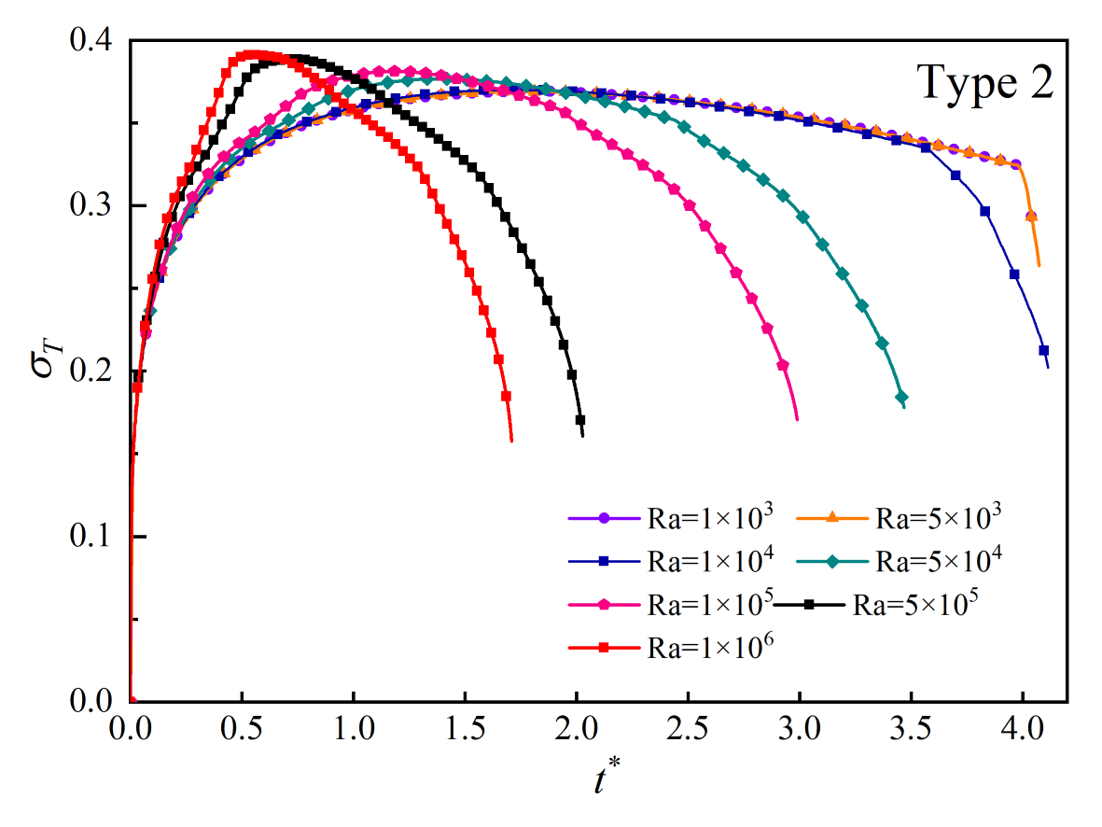 0.4
Type 2
0.3
σT
0.2
Ra=1×10³ Ra=5×10³
Ra=1×10⁴ Ra=5×10⁴
0.1
Ra=1×10⁵ Ra=5×10⁵
Ra=1×10⁶
0.0
0.0 0.5 1.0 1.5 2.0 2.5 3.0 3.5 4.0
t*